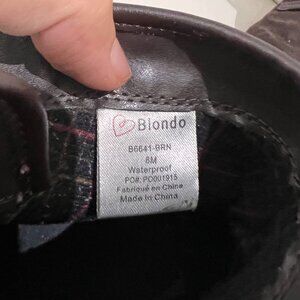 Blondo
B6641-BRN
8M
Waterproof
PO#: PO001915
Fabriqué en Chine
Made In China